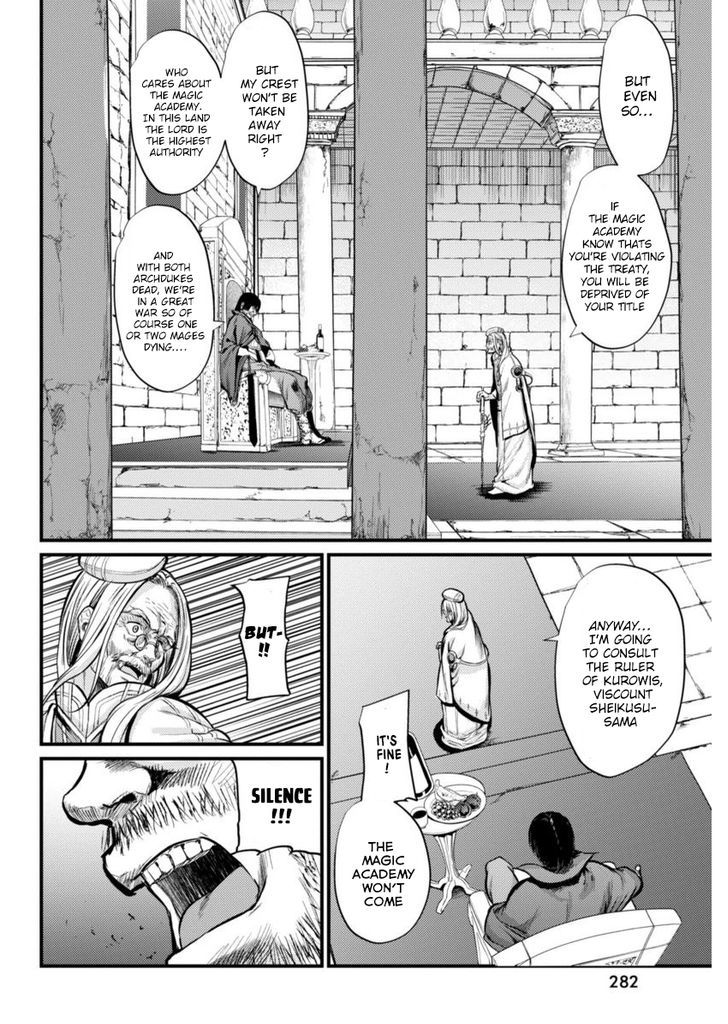 BUT
EVEN
SO...
IF
THE MAGIC
ACADEMY
KNOW THATS
YOU'RE VIOLATING
THE TREATY,
YOU WILL BE
DEPRIVED OF
YOUR TITLE
BUT
MY CREST
WON'T BE
TAKEN
AWAY
RIGHT
?
WHO
CARES ABOUT
THE MAGIC
ACADEMY.
IN THIS LAND
THE LORD IS
THE HIGHEST
AUTHORITY
AND
WITH BOTH
ARCHDUKES
DEAD, WE'RE
IN A GREAT
WAR SO OF
COURSE ONE
OR TWO MAGES
DYING....
ANYWAY...
I'M GOING
TO CONSULT
THE RULER
OF KUROWIS,
VISCOUNT
SHEIKUSU-
SAMA
IT'S
FINE
!
THE
MAGIC
ACADEMY
WON'T
COME
BUT-
!!
SILENCE
!!!
282